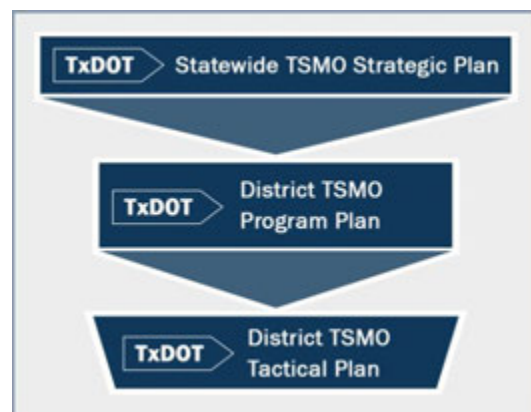 TxDOT Statewide TSMO Strategic Plan
TxDOT District TSMO
Program Plan
TxDOT District TSMO
Tactical Plan